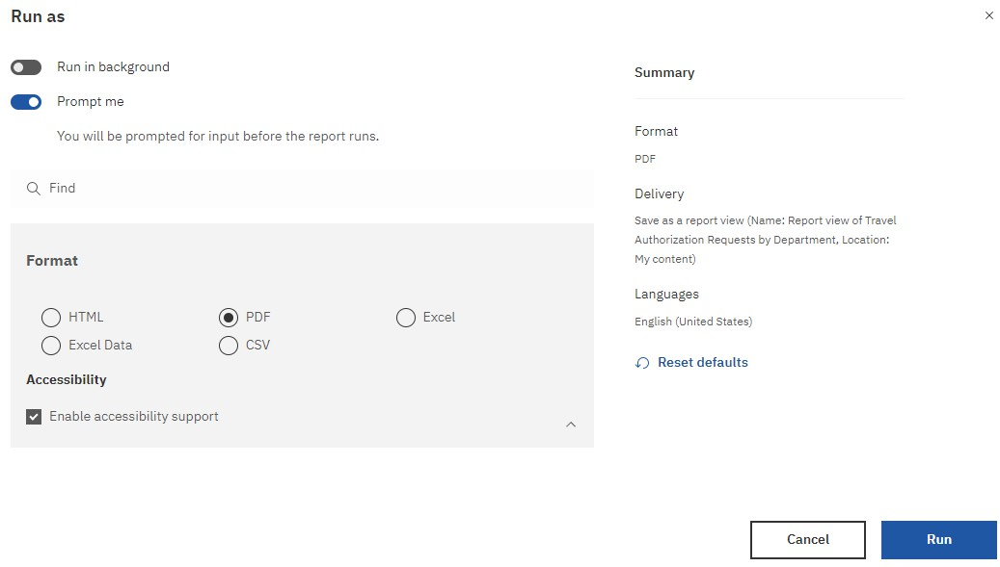 Run as
Run in background
Prompt me
You will be prompted for input before the report runs.
Find
Format
HTML
PDF
Excel
Excel Data
CSV
Accessibility
Enable accessibility support
Summary
Format
PDF
Delivery
Save as a report view (Name: Report view of Travel
Authorization Requests by Department, Location:
My content)
Languages
English (United States)
Reset defaults
Cancel
Run